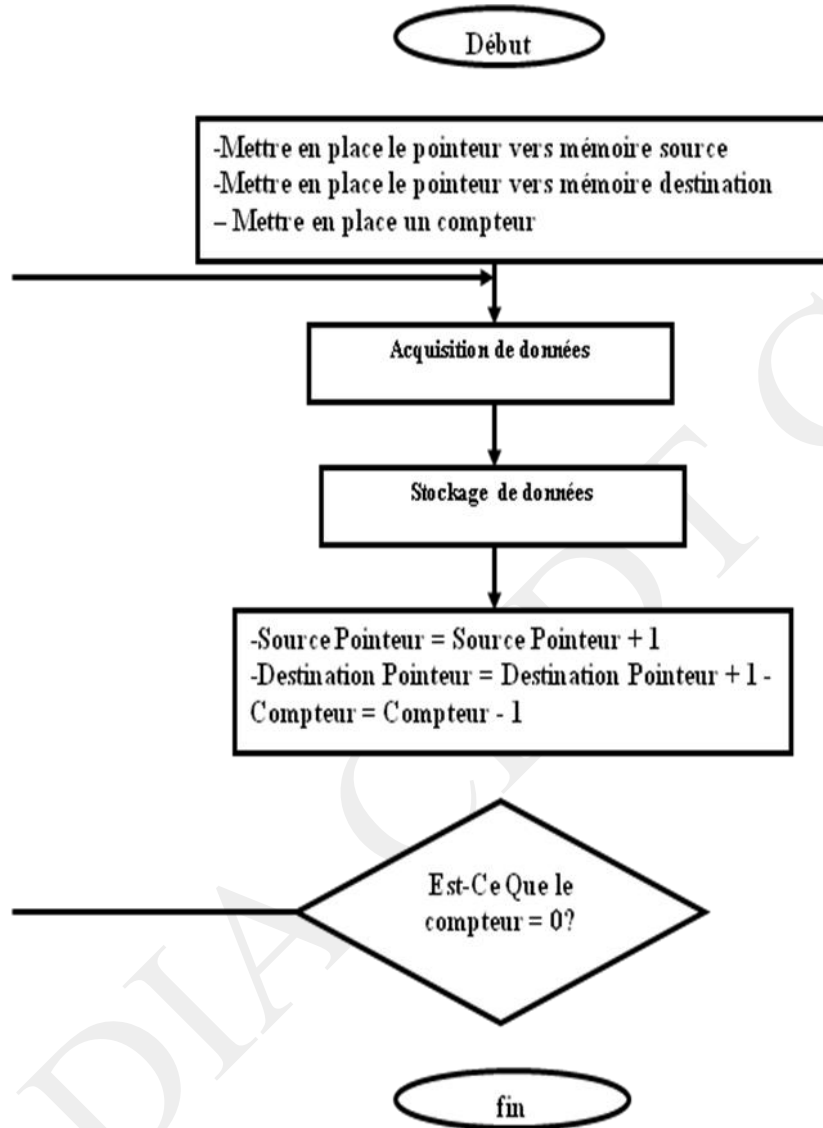 Début
-Mettre en place le pointeur vers mémoire source
-Mettre en place le pointeur vers mémoire destination
– Mettre en place un compteur
Acquisition de données
Stockage de données
-Source Pointeur = Source Pointeur + 1
-Destination Pointeur = Destination Pointeur + 1 -
Compteur = Compteur - 1
Est-Ce Que le
compteur = 0?
fin